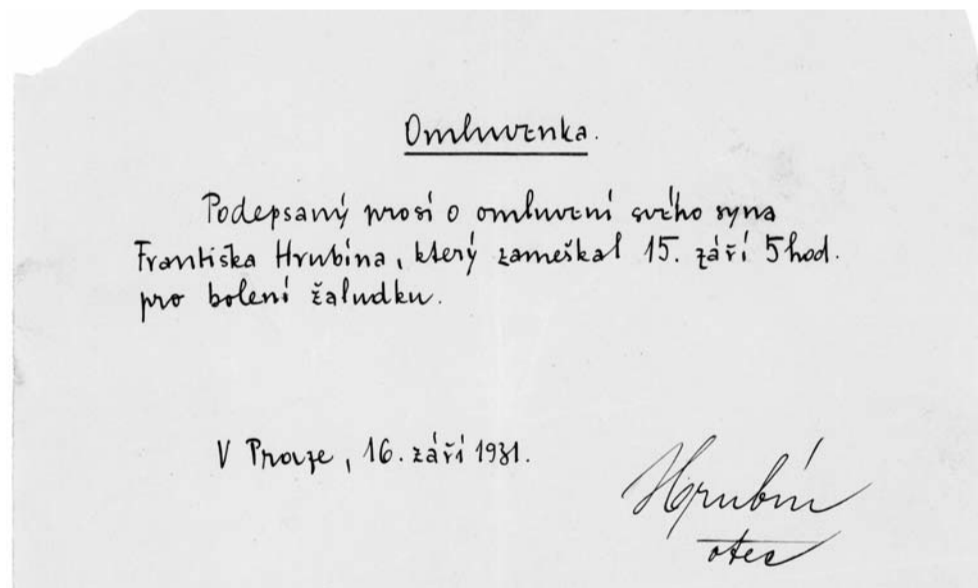 Omluvenka.
Podepsaný prosí o omluvení svého syna
Františka Hrubína, který zameškal 15. září 5 hod.
pro bolení žaludku.
V Praze, 16. září 1931.
Hrubín
otec